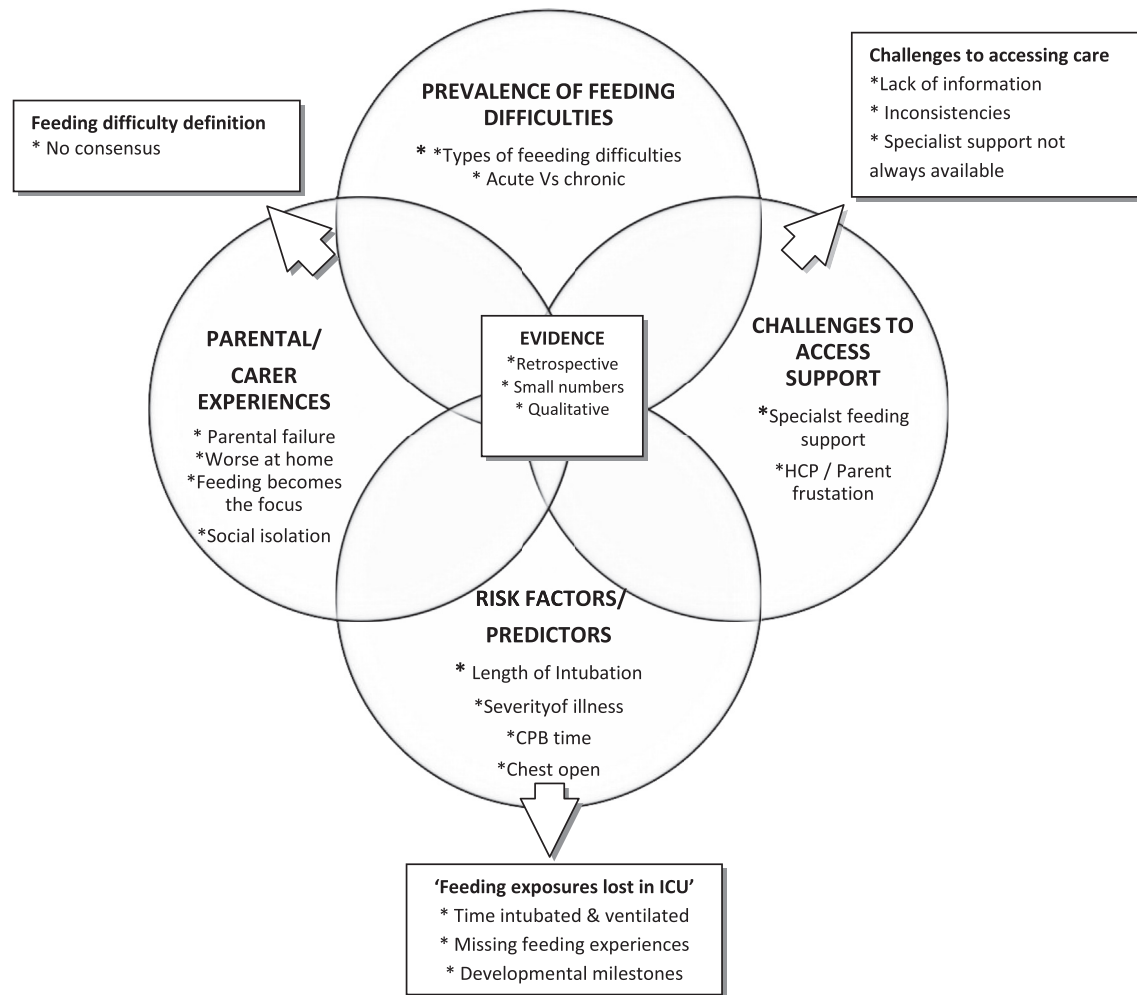 PREVALENCE OF FEEDING
DIFFICULTIES
* *Types of feeeding difficulties
* Acute Vs chronic
Feeding difficulty definition
* No consensus
Challenges to accessing care
*Lack of information
* Inconsistencies
* Specialist support not
always available
PARENTAL/
CARER
EXPERIENCES
* Parental failure
*Worse at home
*Feeding becomes
the focus
*Social isolation
EVIDENCE
*Retrospective
* Small numbers
* Qualitative
CHALLENGES TO
ACCESS
SUPPORT
*Specialst feeding
support
*HCP / Parent
frustation
RISK FACTORS/
PREDICTORS
* Length of Intubation
*Severityof illness
*CPB time
*Chest open
‘Feeding exposures lost in ICU’
* Time intubated & ventilated
* Missing feeding experiences
* Developmental milestones